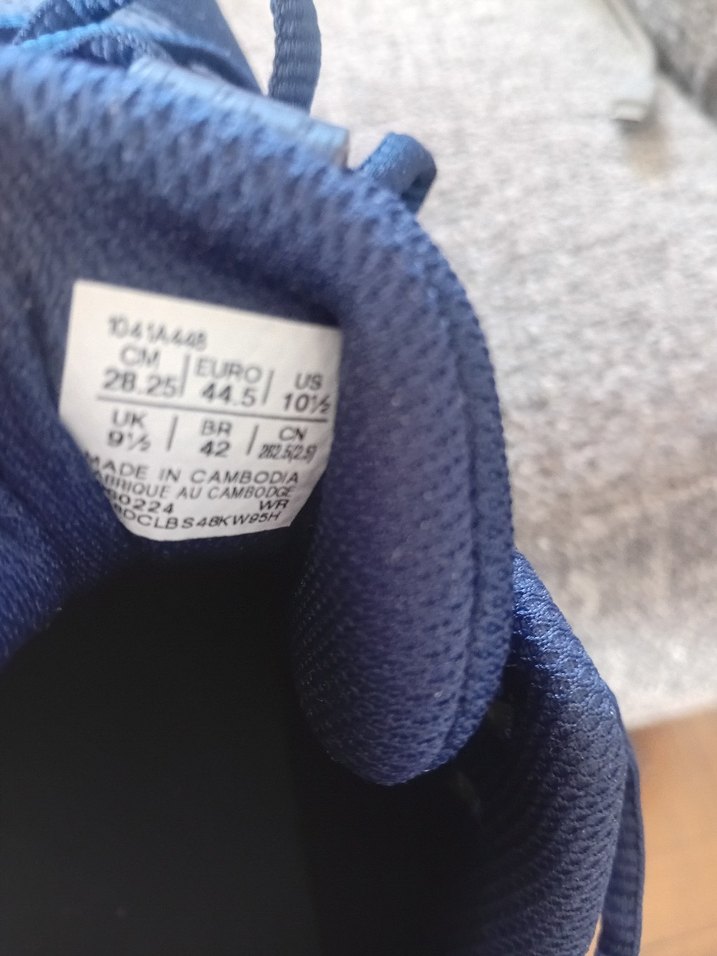 1041A448
CM EURO US
28.25 44.5 10½
UK BR CN
9½ 42 282.5(2.5)
MADE IN CAMBODIA
FABRIQUE AU CAMBODGE
WR